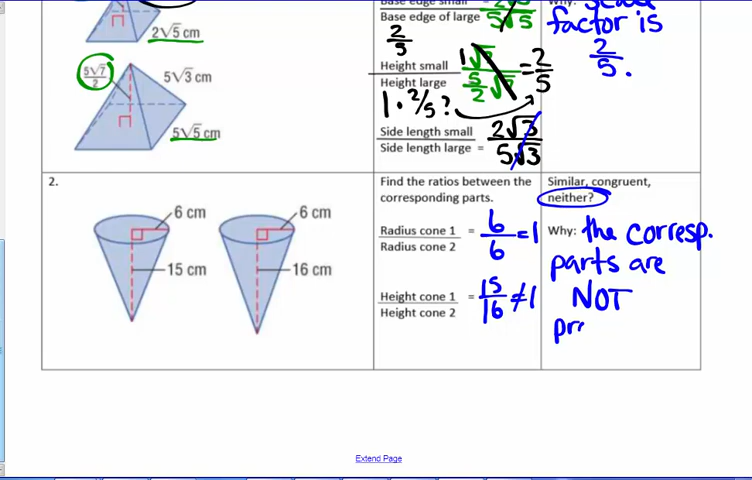 Base edge of large
2√5 cm
5√5
factor is
2/5
2/5.
5√7/2
5√3 cm
Height small
Height large
= 2/5
5/2
1 · 2/5 ?
5√5 cm
Side length small
Side length large =
2√3
5√3
2.
Find the ratios between the
corresponding parts.
Similar, congruent,
neither?
6 cm
6 cm
Radius cone 1
Radius cone 2
= 6/6 = 1
Why: the corresp.
parts are
15 cm
16 cm
NOT
Height cone 1
Height cone 2
= 15/16 ≠ 1
Extend Page